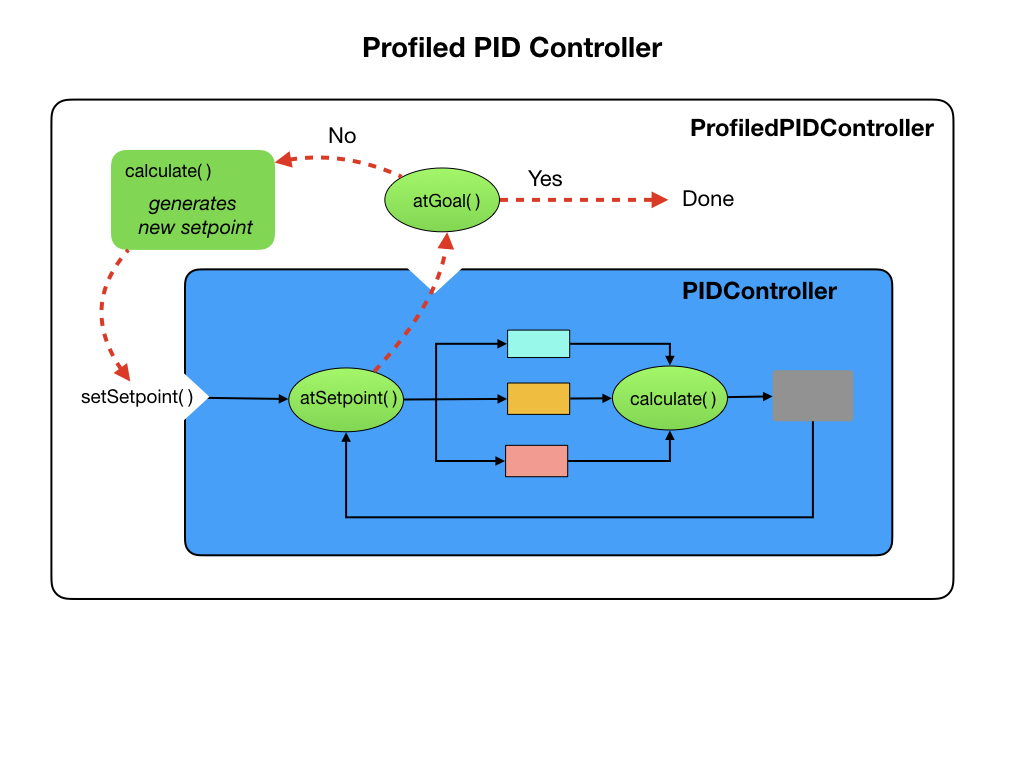 Profiled PID Controller
ProfiledPIDController
No
calculate( )
generates
new setpoint
atGoal( )
Yes
Done
PIDController
setSetpoint( )
atSetpoint( )
calculate( )